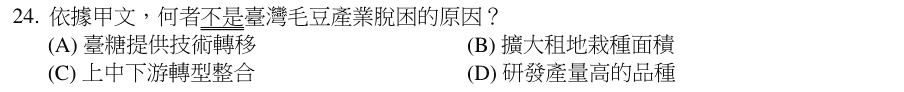 24. 依據甲文，何者不是臺灣毛豆產業脫困的原因？
(A) 臺糖提供技術轉移 (B) 擴大租地栽種面積
(C) 上中下游轉型整合 (D) 研發產量高的品種